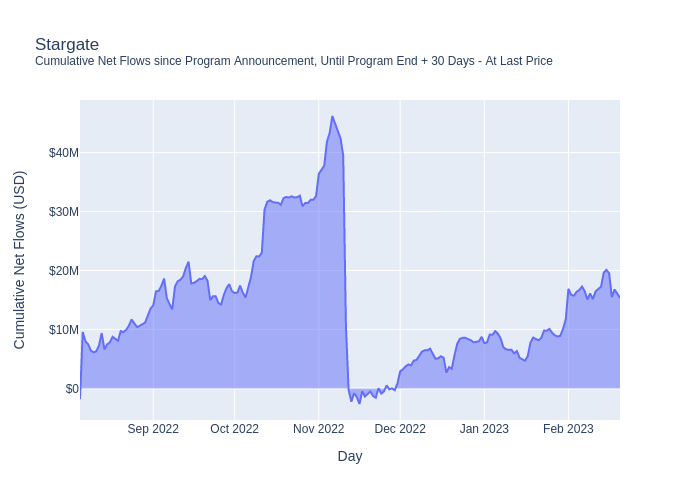 Stargate
Cumulative Net Flows since Program Announcement, Until Program End + 30 Days - At Last Price
Cumulative Net Flows (USD)
$40M
$30M
$20M
$10M
$0
Sep 2022
Oct 2022
Nov 2022
Dec 2022
Jan 2023
Feb 2023
Day